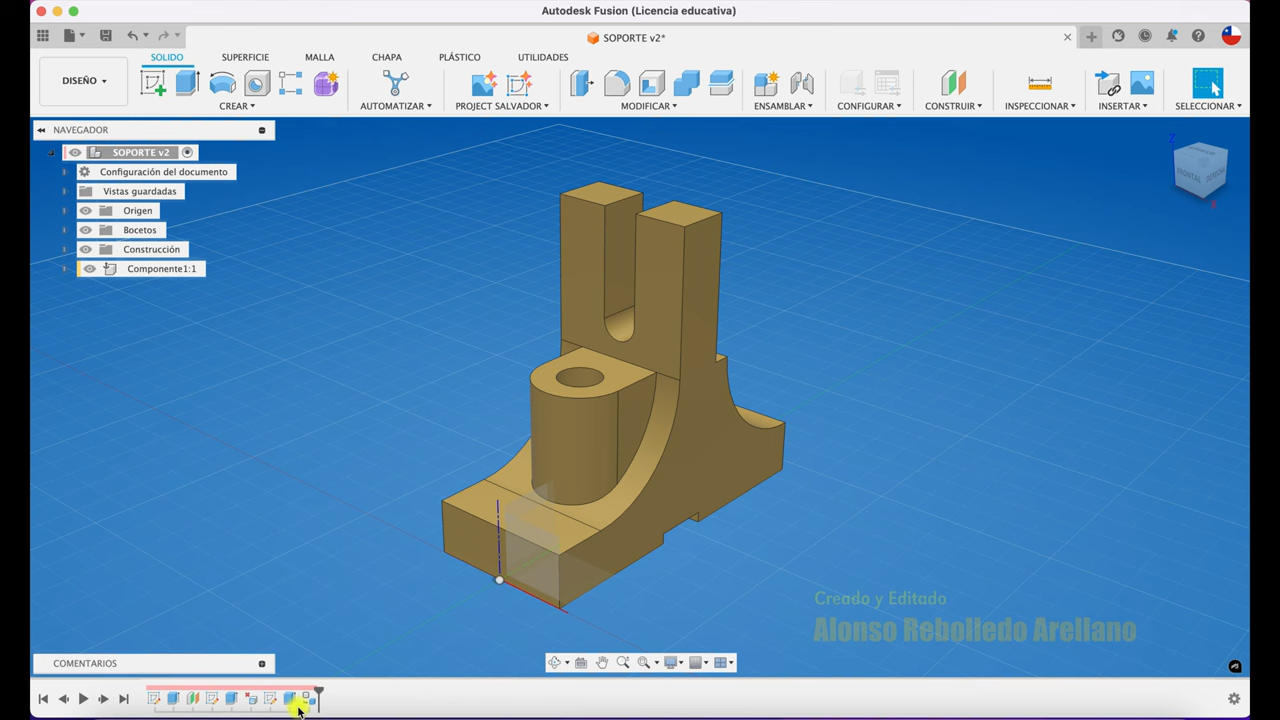 Autodesk Fusion (Licencia educativa)
SOPORTE v2*
SOLIDO
SUPERFICIE
MALLA
CHAPA
PLÁSTICO
UTILIDADES
DISEÑO
CREAR
AUTOMATIZAR
PROJECT SALVADOR
MODIFICAR
ENSAMBLAR
CONFIGURAR
CONSTRUIR
INSPECCIONAR
INSERTAR
SELECCIONAR
NAVEGADOR
SOPORTE v2
Configuración del documento
Vistas guardadas
Origen
Bocetos
Construcción
Componente1:1
Z
FRONTAL
Creado y Editado
Alonso Rebolledo Arellano
COMENTARIOS